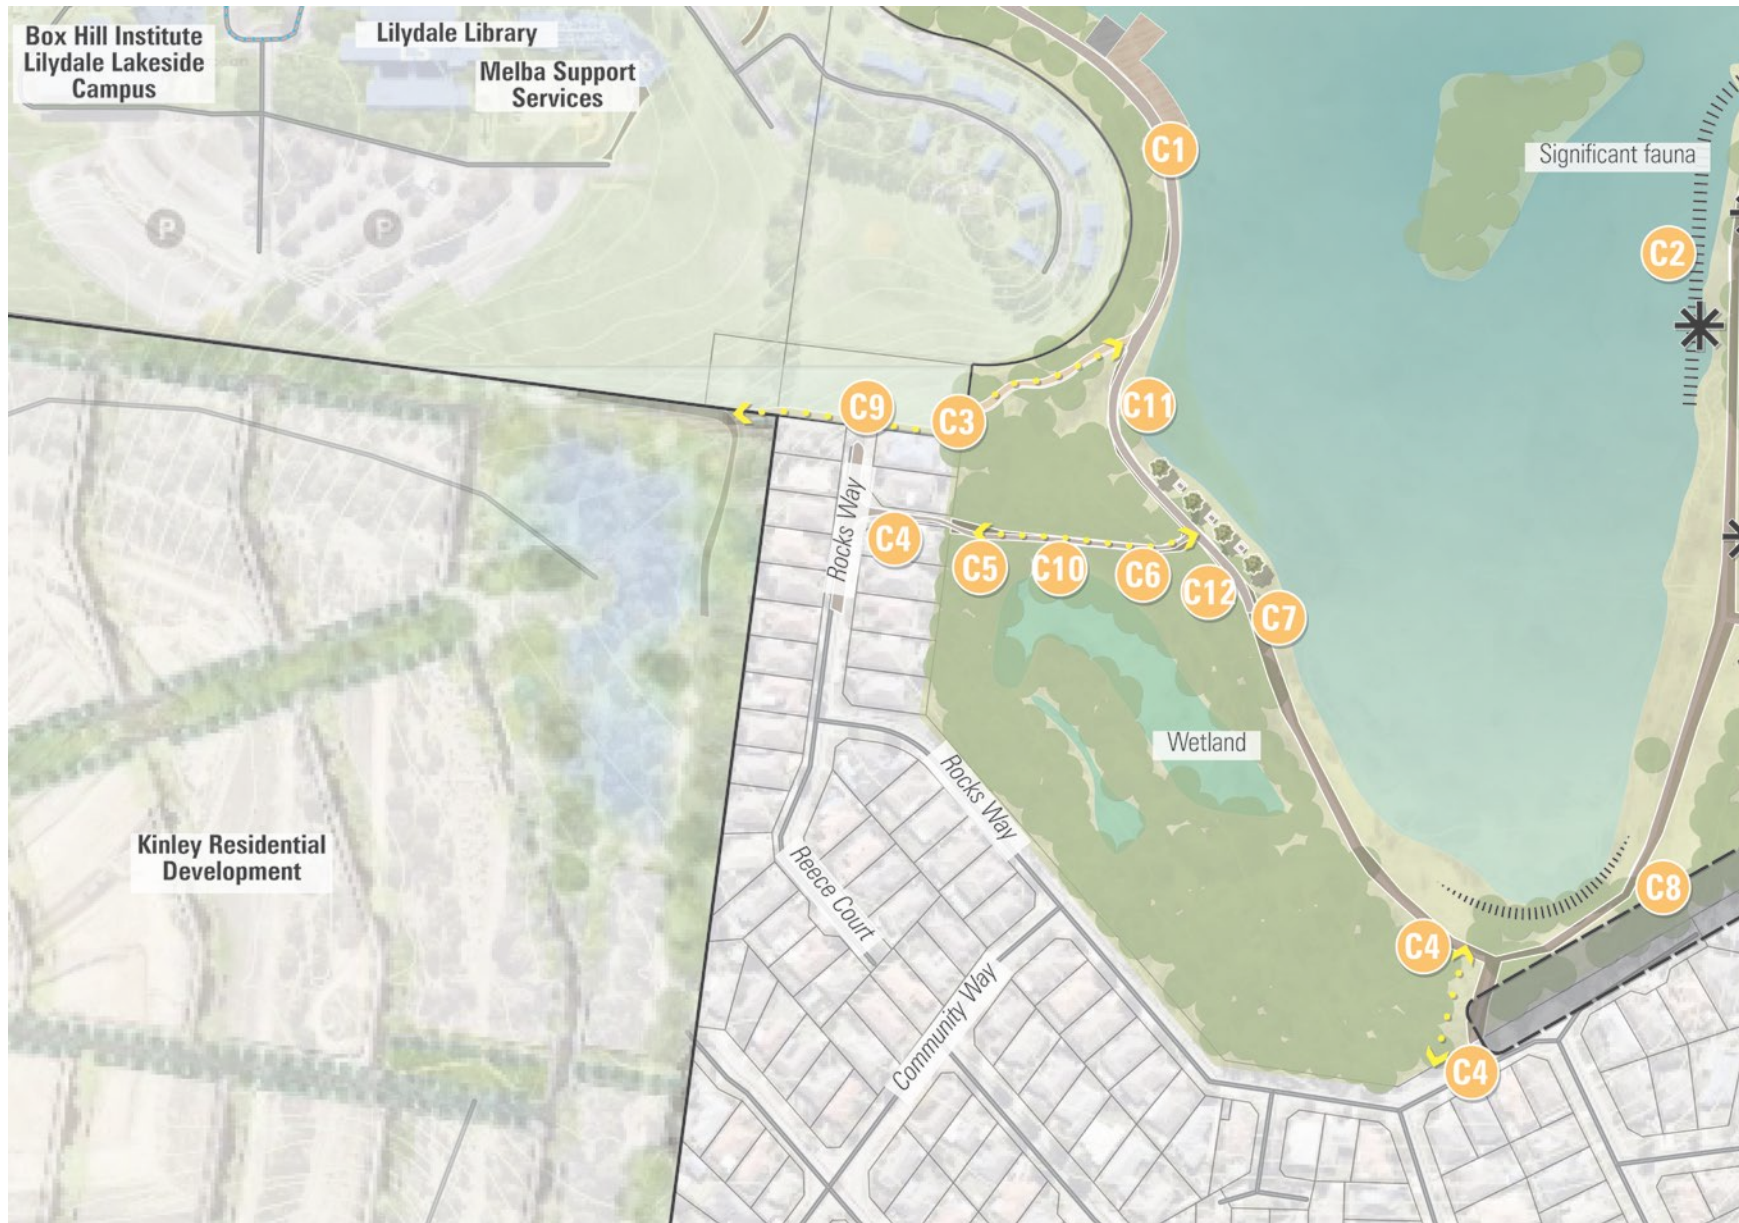 Box Hill Institute
Lilydale Lakeside
Campus
Lilydale Library
Melba Support
Services
C1
Significant fauna
P
P
C2
C9
C3
C11
Rocks Way
C4
C5
C10
C6
C12
C7
Wetland
Rocks Way
Kinley Residential
Development
Reece Court
C8
C4
Community Way
C4